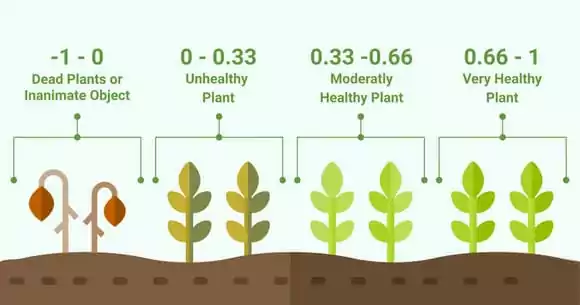 -1 - 0
Dead Plants or
Inanimate Object
0 - 0.33
Unhealthy
Plant
0.33 -0.66
Moderatly
Healthy Plant
0.66 - 1
Very Healthy
Plant